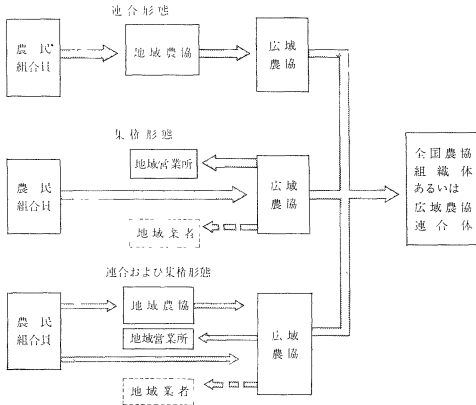 連合形態
農民
組合員
地域農協
広域
農協
集権形態
地域営業所
農民
組合員
広域
農協
地域業者
全国農協
組織体
あるいは
広域農協
連合体
連合および集権形態
地域農協
農民
組合員
地域営業所
広域
農協
地域業者